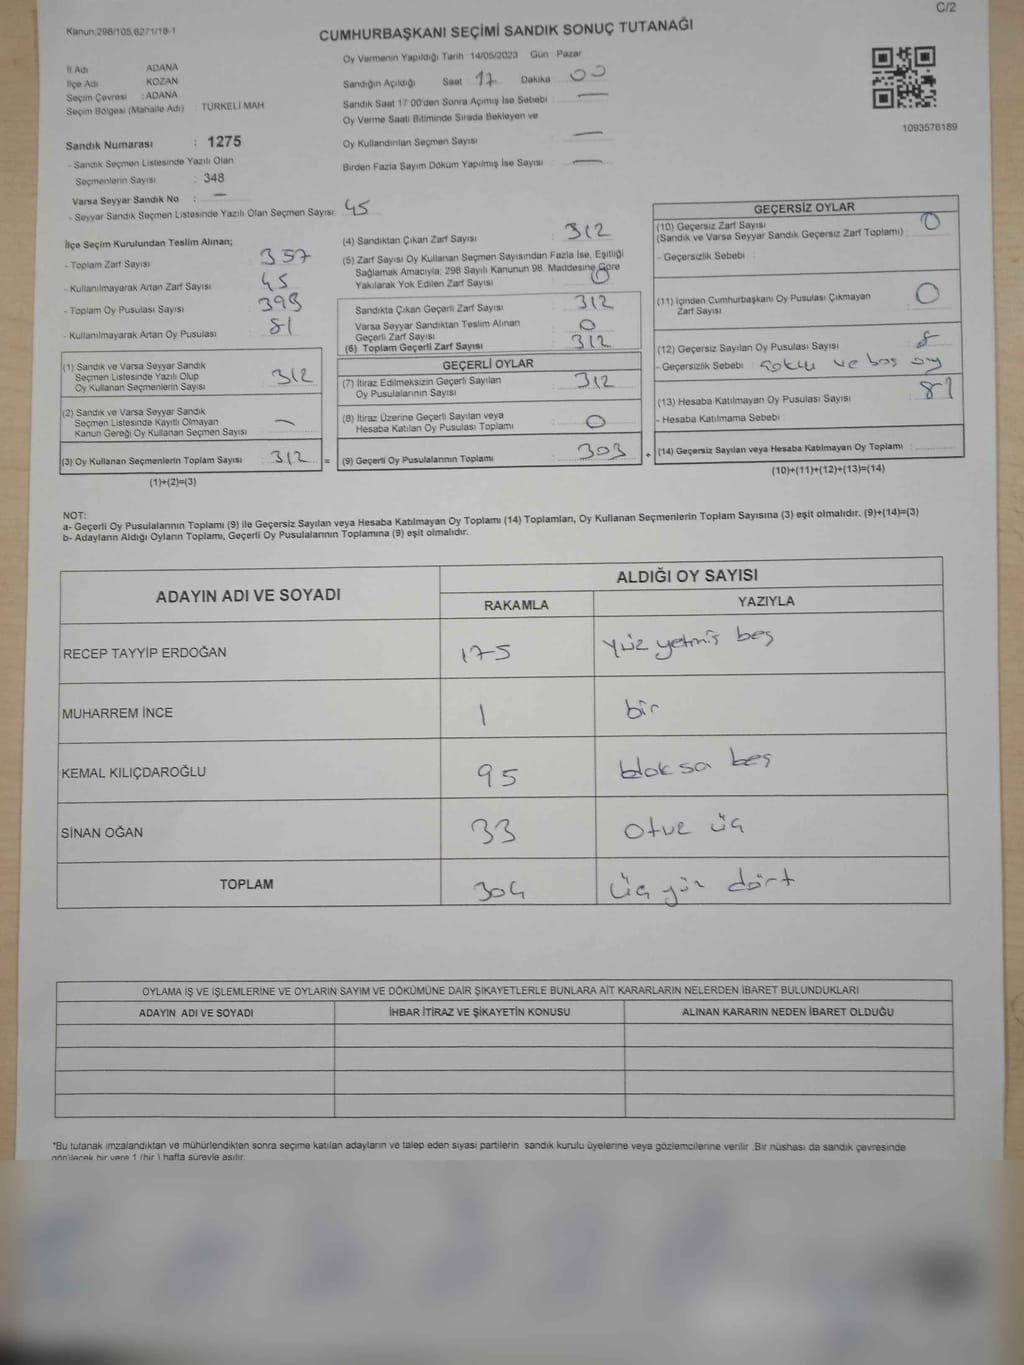 C/2
Kanun:298/105,6271/18-1
CUMHURBAŞKANI SEÇİMİ SANDIK SONUÇ TUTANAĞI
İl Adı ADANA
İlçe Adı KOZAN
Seçim Çevresi :ADANA
Seçim Bölgesi (Mahalle Adı) TÜRKELİ MAH
Sandık Numarası : 1275
- Sandık Seçmen Listesinde Yazılı Olan
Seçmenlerin Sayısı : 348
Varsa Seyyar Sandık No : —
- Seyyar Sandık Seçmen Listesinde Yazılı Olan Seçmen Sayısı: 45
Oy Vermenin Yapıldığı Tarih 14/05/2023 Gün Pazar
Sandığın Açıldığı Saat 17 Dakika 00
Sandık Saat 17:00'den Sonra Açımış İse Sebebi : —
Oy Verme Saati Bitiminde Sırada Bekleyen ve
Oy Kullandırılan Seçmen Sayısı : —
Birden Fazla Sayım Döküm Yapılmış İse Sayısı : —
1093576189
İlçe Seçim Kurulundan Teslim Alınan;
- Toplam Zarf Sayısı : 357
- Kullanılmayarak Artan Zarf Sayısı : 45
- Toplam Oy Pusulası Sayısı : 393
- Kullanılmayarak Artan Oy Pusulası : 81
(1) Sandık ve Varsa Seyyar Sandık
Seçmen Listesinde Yazılı Olup
Oy Kullanan Seçmenlerin Sayısı : 312
(2) Sandık ve Varsa Seyyar Sandık
Seçmen Listesinde Kayıtlı Olmayan
Kanun Gereği Oy Kullanan Seçmen Sayısı : —
(3) Oy Kullanan Seçmenlerin Toplam Sayısı : 312 =
(1)+(2)=(3)
(4) Sandıktan Çıkan Zarf Sayısı : 312
(5) Zarf Sayısı Oy Kullanan Seçmen Sayısından Fazla İse, Eşitliği
Sağlamak Amacıyla; 298 Sayılı Kanunun 98. Maddesine Göre
Yakılarak Yok Edilen Zarf Sayısı : 0
Sandıkta Çıkan Geçerli Zarf Sayısı : 312
Varsa Seyyar Sandıktan Teslim Alınan
Geçerli Zarf Sayısı : 0
(6) Toplam Geçerli Zarf Sayısı : 312
GEÇERLİ OYLAR
(7) İtiraz Edilmeksizin Geçerli Sayılan
Oy Pusulalarının Sayısı : 312
(8) İtiraz Üzerine Geçerli Sayılan veya
Hesaba Katılan Oy Pusulası Toplamı : 0
(9) Geçerli Oy Pusulalarının Toplamı : 303 +
GEÇERSİZ OYLAR
(10) Geçersiz Zarf Sayısı
(Sandık ve Varsa Seyyar Sandık Geçersiz Zarf Toplamı) : 0
- Geçersizlik Sebebi :
(11) İçinden Cumhurbaşkanı Oy Pusulası Çıkmayan
Zarf Sayısı : 0
(12) Geçersiz Sayılan Oy Pusulası Sayısı : 8
- Geçersizlik Sebebi : çoklu ve boş oy
(13) Hesaba Katılmayan Oy Pusulası Sayısı : 81
- Hesaba Katılmama Sebebi :
(14) Geçersiz Sayılan veya Hesaba Katılmayan Oy Toplamı :
(10)+(11)+(12)+(13)=(14)
NOT:
a- Geçerli Oy Pusulalarının Toplamı (9) ile Geçersiz Sayılan veya Hesaba Katılmayan Oy Toplamı (14) Toplamları, Oy Kullanan Seçmenlerin Toplam Sayısına (3) eşit olmalıdır. (9)+(14)=(3)
b- Adayların Aldığı Oyların Toplamı, Geçerli Oy Pusulalarının Toplamına (9) eşit olmalıdır.
ADAYIN ADI VE SOYADI
ALDIĞI OY SAYISI
RAKAMLA YAZIYLA
RECEP TAYYİP ERDOĞAN 175 yüz yetmiş beş
MUHARREM İNCE 1 bir
KEMAL KILIÇDAROĞLU 95 doksa beş
SİNAN OĞAN 33 otuz üç
TOPLAM 304 üç yüz dört
OYLAMA İŞ VE İŞLEMLERİNE VE OYLARIN SAYIM VE DÖKÜMÜNE DAİR ŞİKAYETLERLE BUNLARA AİT KARARLARIN NELERDEN İBARET BULUNDUKLARI
ADAYIN ADI VE SOYADI İHBAR İTİRAZ VE ŞİKAYETİN KONUSU ALINAN KARARIN NEDEN İBARET OLDUĞU
*Bu tutanak imzalandıktan ve mühürlendikten sonra seçime katılan adayların ve talep eden siyasi partilerin sandık kurulu üyelerine veya gözlemcilerine verilir .Bir nüshası da sandık çevresinde
görülecek bir yere 1 (bir ) hafta süreyle asılır.